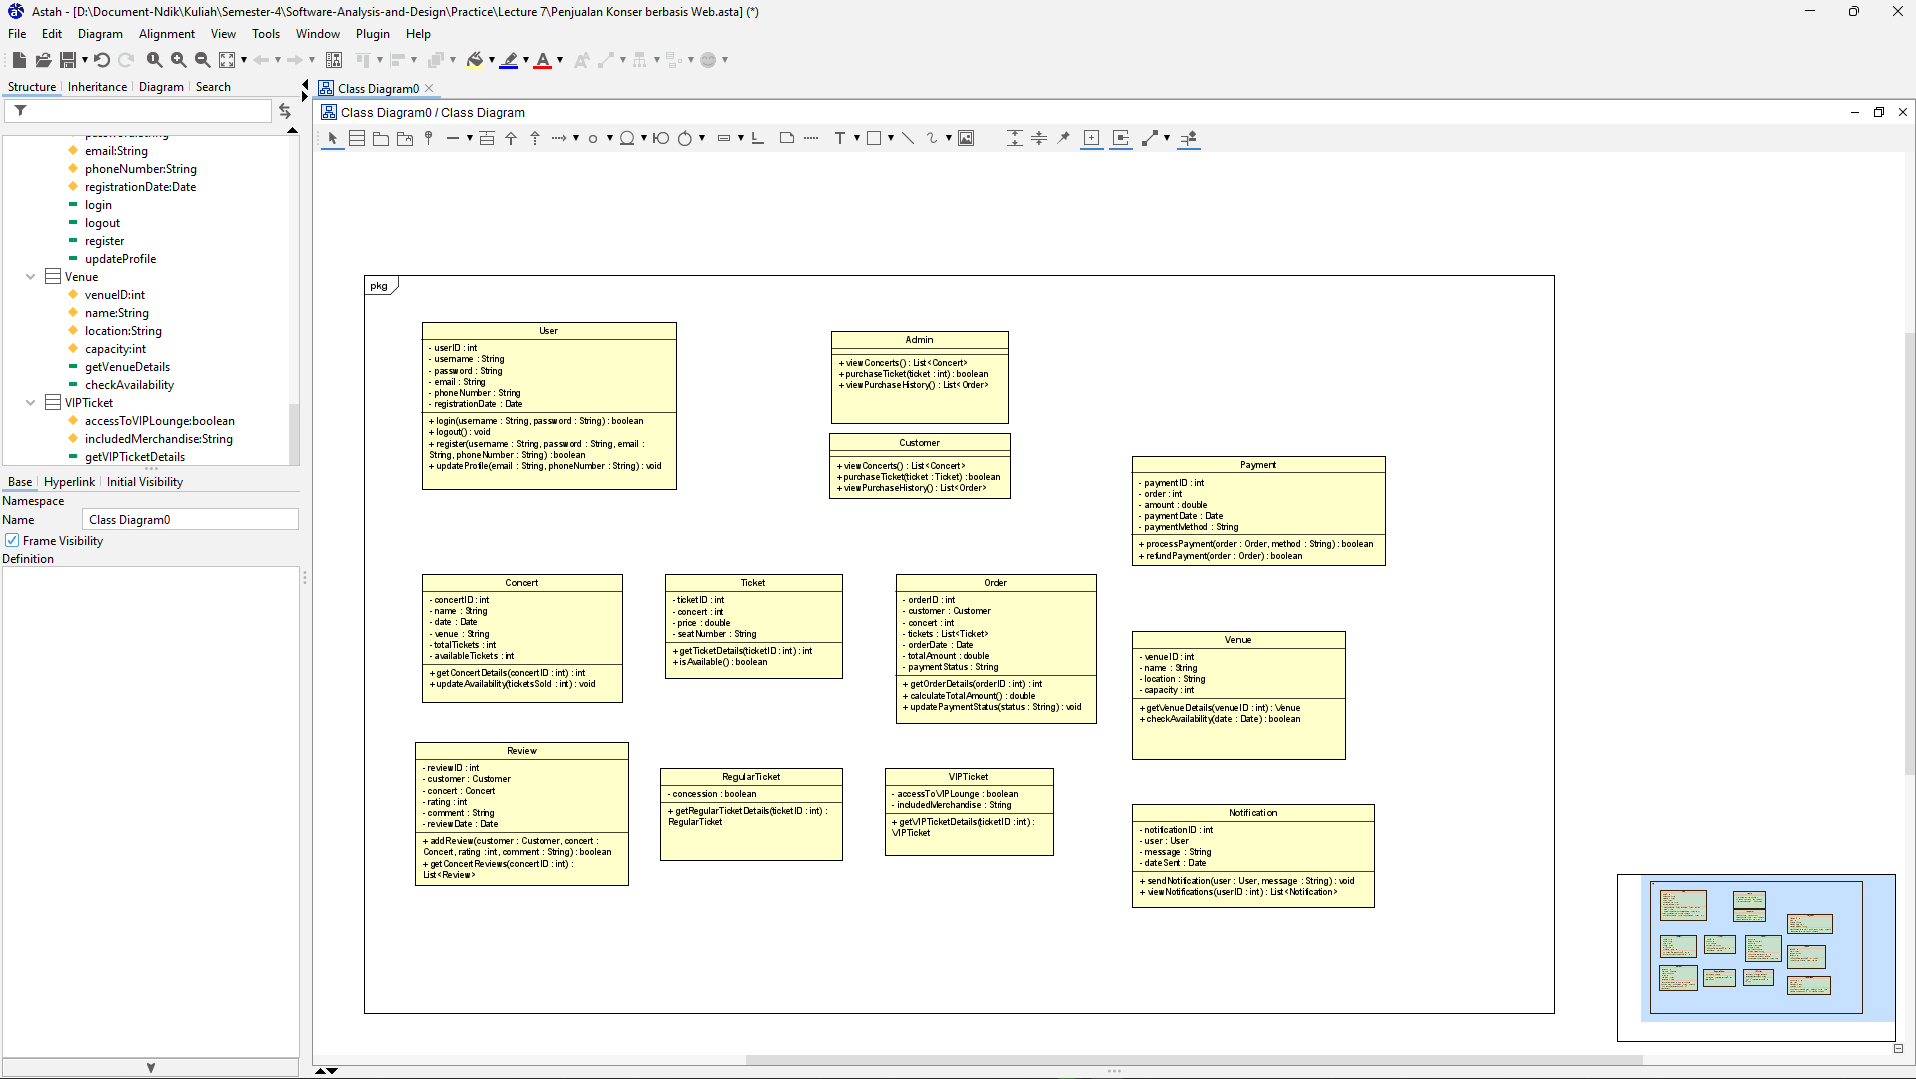 Astah - [D:\Document-Ndik\Kuliah\Semester-4\Software-Analysis-and-Design\Practice\Lecture 7\Penjualan Konser berbasis Web.asta] (*)
File Edit Diagram Alignment View Tools Window Plugin Help
Structure Inheritance Diagram Search
password:String
email:String
phoneNumber:String
registrationDate:Date
login
logout
register
updateProfile
Venue
venueID:int
name:String
location:String
capacity:int
getVenueDetails
checkAvailability
VIPTicket
accessToVIPLounge:boolean
includedMerchandise:String
getVIPTicketDetails
Base Hyperlink Initial Visibility
Namespace
Name Class Diagram0
Frame Visibility
Definition
Class Diagram0
Class Diagram0 / Class Diagram
pkg
User
- userID : int
- username : String
- password : String
- email : String
- phoneNumber : String
- registrationDate : Date
+ login(username : String, password : String) : boolean
+ logout() : void
+ register(username : String, password : String, email :
String, phoneNumber : String) : boolean
+ updateProfile(email : String, phoneNumber : String) : void
Admin
+ viewConcerts() : List<Concert>
+ purchaseTicket(ticket : int) : boolean
+ viewPurchaseHistory() : List<Order>
Customer
+ viewConcerts() : List<Concert>
+ purchaseTicket(ticket : Ticket) : boolean
+ viewPurchaseHistory() : List<Order>
Payment
- paymentID : int
- order : int
- amount : double
- paymentDate : Date
- paymentMethod : String
+ processPayment(order : Order, method : String) : boolean
+ refundPayment(order : Order) : boolean
Concert
- concertID : int
- name : String
- date : Date
- venue : String
- totalTickets : int
- availableTickets : int
+ getConcertDetails(concertID : int) : int
+ updateAvailability(ticketsSold : int) : void
Ticket
- ticketID : int
- concert : int
- price : double
- seatNumber : String
+ getTicketDetails(ticketID : int) : int
+ isAvailable() : boolean
Order
- orderID : int
- customer : Customer
- concert : int
- tickets : List<Ticket>
- orderDate : Date
- totalAmount : double
- paymentStatus : String
+ getOrderDetails(orderID : int) : int
+ calculateTotalAmount() : double
+ updatePaymentStatus(status : String) : void
Venue
- venueID : int
- name : String
- location : String
- capacity : int
+ getVenueDetails(venueID : int) : Venue
+ checkAvailability(date : Date) : boolean
Review
- reviewID : int
- customer : Customer
- concert : Concert
- rating : int
- comment : String
- reviewDate : Date
+ addReview(customer : Customer, concert :
Concert, rating : int, comment : String) : boolean
+ getConcertReviews(concertID : int) :
List<Review>
RegularTicket
- concession : boolean
+ getRegularTicketDetails(ticketID : int) :
RegularTicket
VIPTicket
- accessToVIPLounge : boolean
- includedMerchandise : String
+ getVIPTicketDetails(ticketID : int) :
VIPTicket
Notification
- notificationID : int
- user : User
- message : String
- dateSent : Date
+ sendNotification(user : User, message : String) : void
+ viewNotifications(userID : int) : List<Notification>